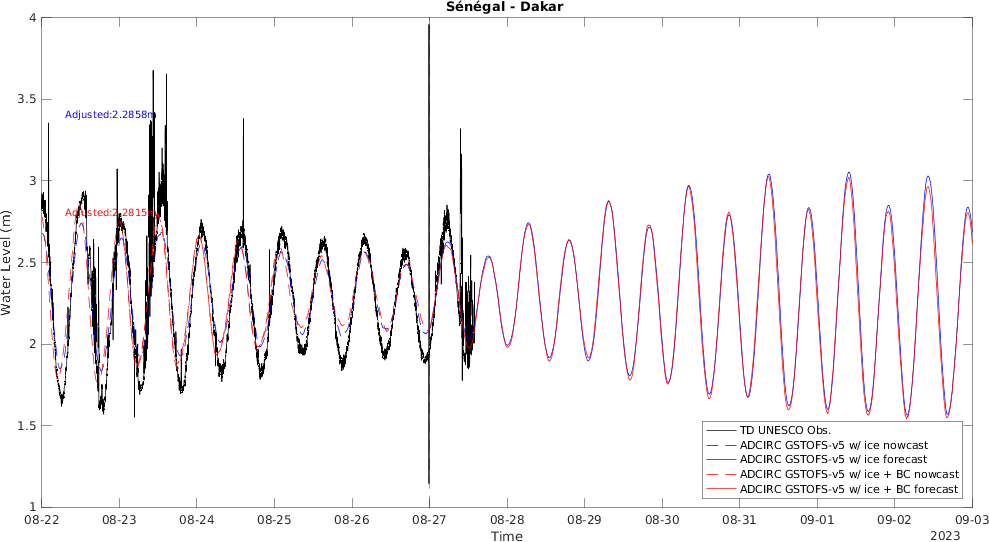 Sénégal - Dakar
4
3.5
3
2.5
2
1.5
1
Water Level (m)
Adjusted:2.2858m
Adjusted:2.2815m
TD UNESCO Obs.
ADCIRC GSTOFS-v5 w/ ice nowcast
ADCIRC GSTOFS-v5 w/ ice forecast
ADCIRC GSTOFS-v5 w/ ice + BC nowcast
ADCIRC GSTOFS-v5 w/ ice + BC forecast
08-22 08-23 08-24 08-25 08-26 08-27 08-28 08-29 08-30 08-31 09-01 09-02 09-03
Time
2023